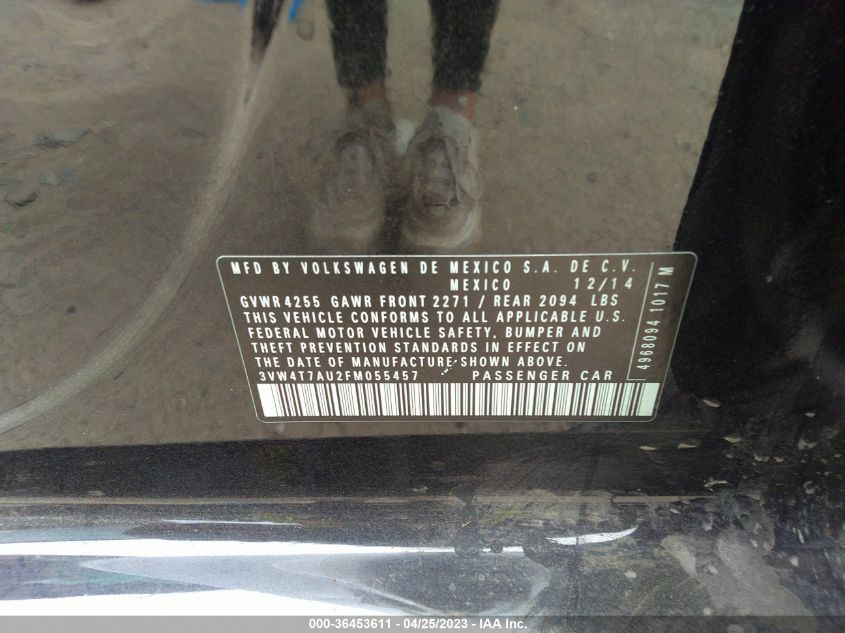 MFD BY VOLKSWAGEN DE MEXICO S.A. DE C.V.
MEXICO 12/14
GVWR 4255 GAWR FRONT 2271 / REAR 2094 LBS
THIS VEHICLE CONFORMS TO ALL APPLICABLE U.S.
FEDERAL MOTOR VEHICLE SAFETY, BUMPER AND
THEFT PREVENTION STANDARDS IN EFFECT ON
THE DATE OF MANUFACTURE SHOWN ABOVE.
3VW4T7AU2FM055457 PASSENGER CAR
4968094 1017 M
000-36453611 - 04/25/2023 - IAA Inc.